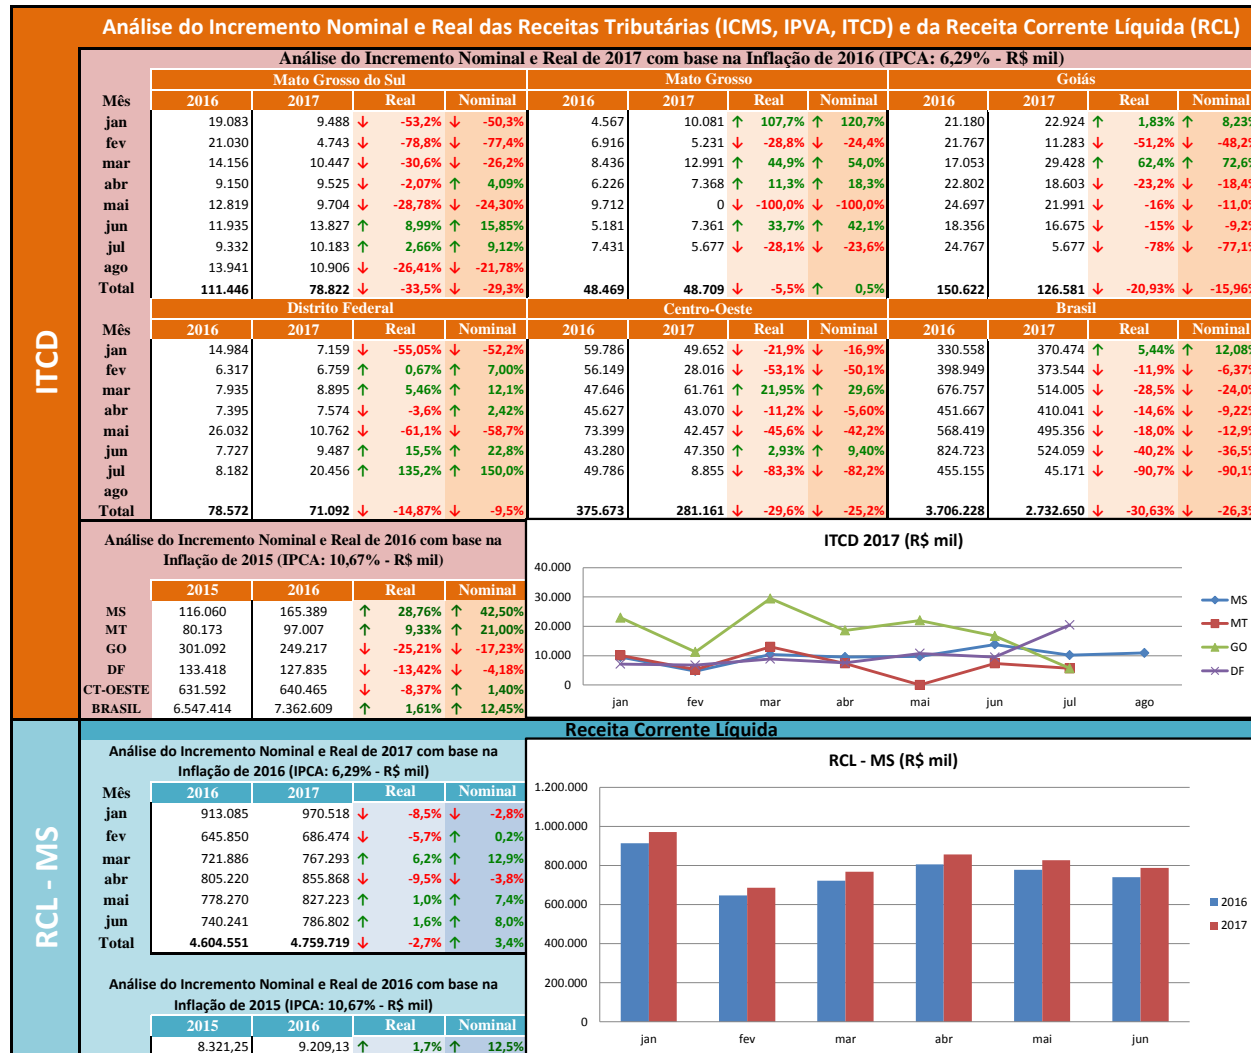 Análise do Incremento Nominal e Real das Receitas Tributárias (ICMS, IPVA, ITCD) e da Receita Corrente Líquida (RCL)
Análise do Incremento Nominal e Real de 2017 com base na Inflação de 2016 (IPCA: 6,29% - R$ mil)
Mato Grosso do Sul Mato Grosso Goiás
Mês 2016 2017 Real Nominal 2016 2017 Real Nominal 2016 2017 Real Nominal
jan 19.083 9.488 ↓ -53,2% ↓ -50,3% 4.567 10.081 ↑ 107,7% ↑ 120,7% 21.180 22.924 ↑ 1,83% ↑ 8,23%
fev 21.030 4.743 ↓ -78,8% ↓ -77,4% 6.916 5.231 ↓ -28,8% ↓ -24,4% 21.767 11.283 ↓ -51,2% ↓ -48,2%
mar 14.156 10.447 ↓ -30,6% ↓ -26,2% 8.436 12.991 ↑ 44,9% ↑ 54,0% 17.053 29.428 ↑ 62,4% ↑ 72,6%
abr 9.150 9.525 ↓ -2,07% ↑ 4,09% 6.226 7.368 ↑ 11,3% ↑ 18,3% 22.802 18.603 ↓ -23,2% ↓ -18,4%
mai 12.819 9.704 ↓ -28,78% ↓ -24,30% 9.712 0 ↓ -100,0% ↓ -100,0% 24.697 21.991 ↓ -16% ↓ -11,0%
jun 11.935 13.827 ↑ 8,99% ↑ 15,85% 5.181 7.361 ↑ 33,7% ↑ 42,1% 18.356 16.675 ↓ -15% ↓ -9,2%
jul 9.332 10.183 ↑ 2,66% ↑ 9,12% 7.431 5.677 ↓ -28,1% ↓ -23,6% 24.767 5.677 ↓ -78% ↓ -77,1%
ago 13.941 10.906 ↓ -26,41% ↓ -21,78%
Total 111.446 78.822 ↓ -33,5% ↓ -29,3% 48.469 48.709 ↓ -5,5% ↑ 0,5% 150.622 126.581 ↓ -20,93% ↓ -15,96%
Distrito Federal Centro-Oeste Brasil
Mês 2016 2017 Real Nominal 2016 2017 Real Nominal 2016 2017 Real Nominal
jan 14.984 7.159 ↓ -55,05% ↓ -52,2% 59.786 49.652 ↓ -21,9% ↓ -16,9% 330.558 370.474 ↑ 5,44% ↑ 12,08%
fev 6.317 6.759 ↑ 0,67% ↑ 7,00% 56.149 28.016 ↓ -53,1% ↓ -50,1% 398.949 373.544 ↓ -11,9% ↓ -6,37%
mar 7.935 8.895 ↑ 5,46% ↑ 12,1% 47.646 61.761 ↑ 21,95% ↑ 29,6% 676.757 514.005 ↓ -28,5% ↓ -24,0%
abr 7.395 7.574 ↓ -3,6% ↑ 2,42% 45.627 43.070 ↓ -11,2% ↓ -5,60% 451.667 410.041 ↓ -14,6% ↓ -9,22%
mai 26.032 10.762 ↓ -61,1% ↓ -58,7% 73.399 42.457 ↓ -45,6% ↓ -42,2% 568.419 495.356 ↓ -18,0% ↓ -12,9%
jun 7.727 9.487 ↑ 15,5% ↑ 22,8% 43.280 47.350 ↑ 2,93% ↑ 9,40% 824.723 524.059 ↓ -40,2% ↓ -36,5%
jul 8.182 20.456 ↑ 135,2% ↑ 150,0% 49.786 8.855 ↓ -83,3% ↓ -82,2% 455.155 45.171 ↓ -90,7% ↓ -90,1%
ago
Total 78.572 71.092 ↓ -14,87% ↓ -9,5% 375.673 281.161 ↓ -29,6% ↓ -25,2% 3.706.228 2.732.650 ↓ -30,63% ↓ -26,3%
ITCD
Análise do Incremento Nominal e Real de 2016 com base na
Inflação de 2015 (IPCA: 10,67% - R$ mil)
2015 2016 Real Nominal
MS 116.060 165.389 ↑ 28,76% ↑ 42,50%
MT 80.173 97.007 ↑ 9,33% ↑ 21,00%
GO 301.092 249.217 ↓ -25,21% ↓ -17,23%
DF 133.418 127.835 ↓ -13,42% ↓ -4,18%
CT-OESTE 631.592 640.465 ↓ -8,37% ↑ 1,40%
BRASIL 6.547.414 7.362.609 ↑ 1,61% ↑ 12,45%
ITCD 2017 (R$ mil)
40.000
30.000
20.000
10.000
0
jan fev mar abr mai jun jul ago
MS
MT
GO
DF
Receita Corrente Líquida
RCL - MS
Análise do Incremento Nominal e Real de 2017 com base na
Inflação de 2016 (IPCA: 6,29% - R$ mil)
Mês 2016 2017 Real Nominal
jan 913.085 970.518 ↓ -8,5% ↓ -2,8%
fev 645.850 686.474 ↓ -5,7% ↑ 0,2%
mar 721.886 767.293 ↑ 6,2% ↑ 12,9%
abr 805.220 855.868 ↓ -9,5% ↓ -3,8%
mai 778.270 827.223 ↑ 1,0% ↑ 7,4%
jun 740.241 786.802 ↑ 1,6% ↑ 8,0%
Total 4.604.551 4.759.719 ↓ -2,7% ↑ 3,4%
Análise do Incremento Nominal e Real de 2016 com base na
Inflação de 2015 (IPCA: 10,67% - R$ mil)
2015 2016 Real Nominal
8.321,25 9.209,13 ↑ 1,7% ↑ 12,5%
RCL - MS (R$ mil)
1.200.000
1.000.000
800.000
600.000
400.000
200.000
0
jan fev mar abr mai jun
2016
2017